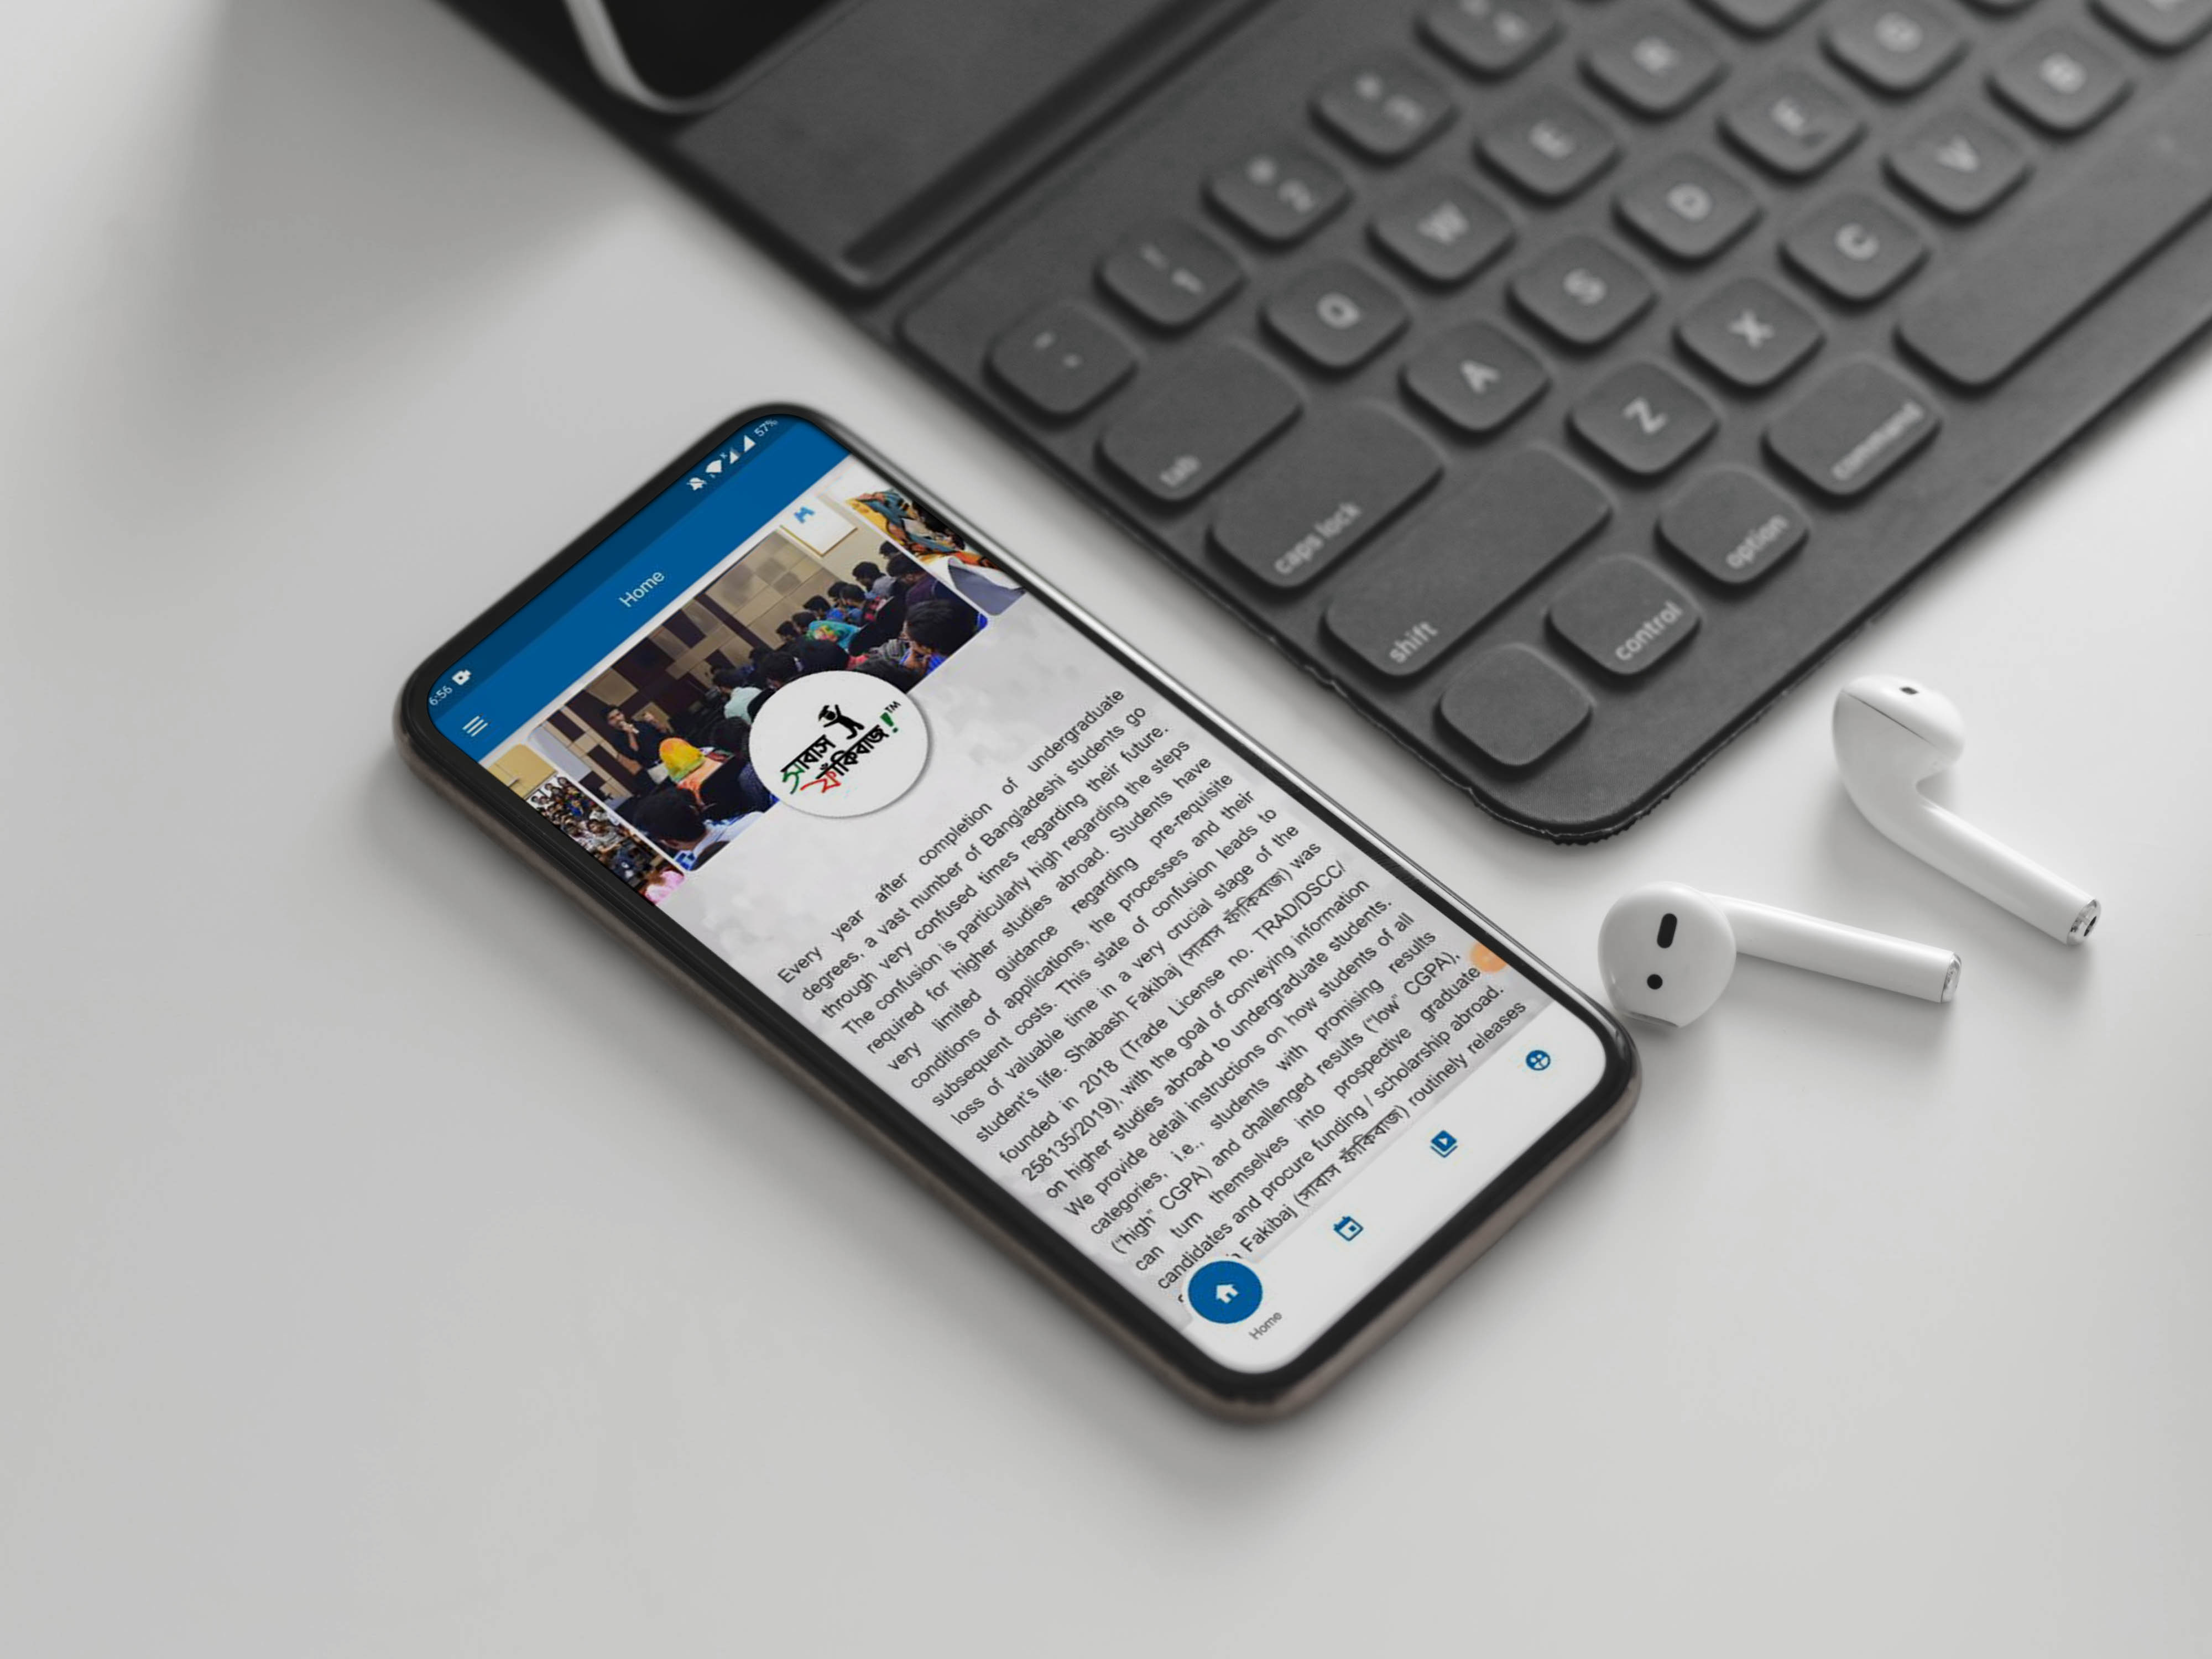 6:56
57%
Home
সাবাস
ফাঁকিবাজ!™
Every year after completion of undergraduate
degrees, a vast number of Bangladeshi students go
through very confused times regarding their future.
The confusion is particularly high regarding the steps
required for higher studies abroad. Students have
very limited guidance regarding pre-requisite
conditions of applications, the processes and their
subsequent costs. This state of confusion leads to
loss of valuable time in a very crucial stage of the
student's life. Shabash Fakibaj (সাবাস ফাঁকিবাজ) was
founded in 2018 (Trade License no. TRAD/DSCC/
258135/2019), with the goal of conveying information
on higher studies abroad to undergraduate students.
We provide detail instructions on how students of all
categories, i.e., students with promising results
("high" CGPA) and challenged results ("low" CGPA),
can turn themselves into prospective graduate
candidates and procure funding / scholarship abroad.
Fakibaj (সাবাস ফাঁকিবাজ) routinely releases
Home
1
2
Q
W
E
R
tab
A
S
D
F
caps lock
Z
X
C
V
B
shift
control
option
command